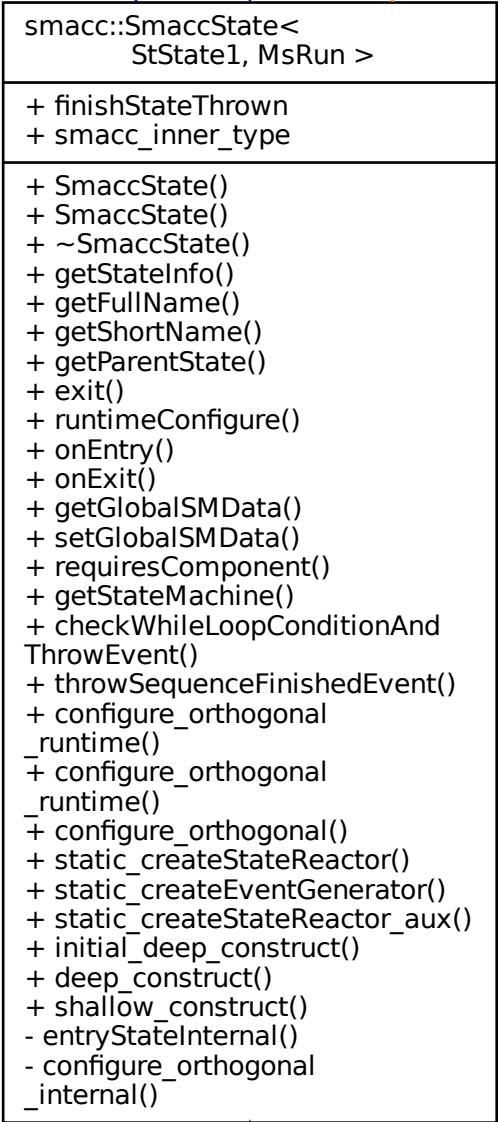 smacc::SmaccState<
StState1, MsRun >
+ finishStateThrown
+ smacc_inner_type
+ SmaccState()
+ SmaccState()
+ ~SmaccState()
+ getStateInfo()
+ getFullName()
+ getShortName()
+ getParentState()
+ exit()
+ runtimeConfigure()
+ onEntry()
+ onExit()
+ getGlobalSMData()
+ setGlobalSMData()
+ requiresComponent()
+ getStateMachine()
+ checkWhileLoopConditionAnd
ThrowEvent()
+ throwSequenceFinishedEvent()
+ configure_orthogonal
_runtime()
+ configure_orthogonal
_runtime()
+ configure_orthogonal()
+ static_createStateReactor()
+ static_createEventGenerator()
+ static_createStateReactor_aux()
+ initial_deep_construct()
+ deep_construct()
+ shallow_construct()
- entryStateInternal()
- configure_orthogonal
_internal()